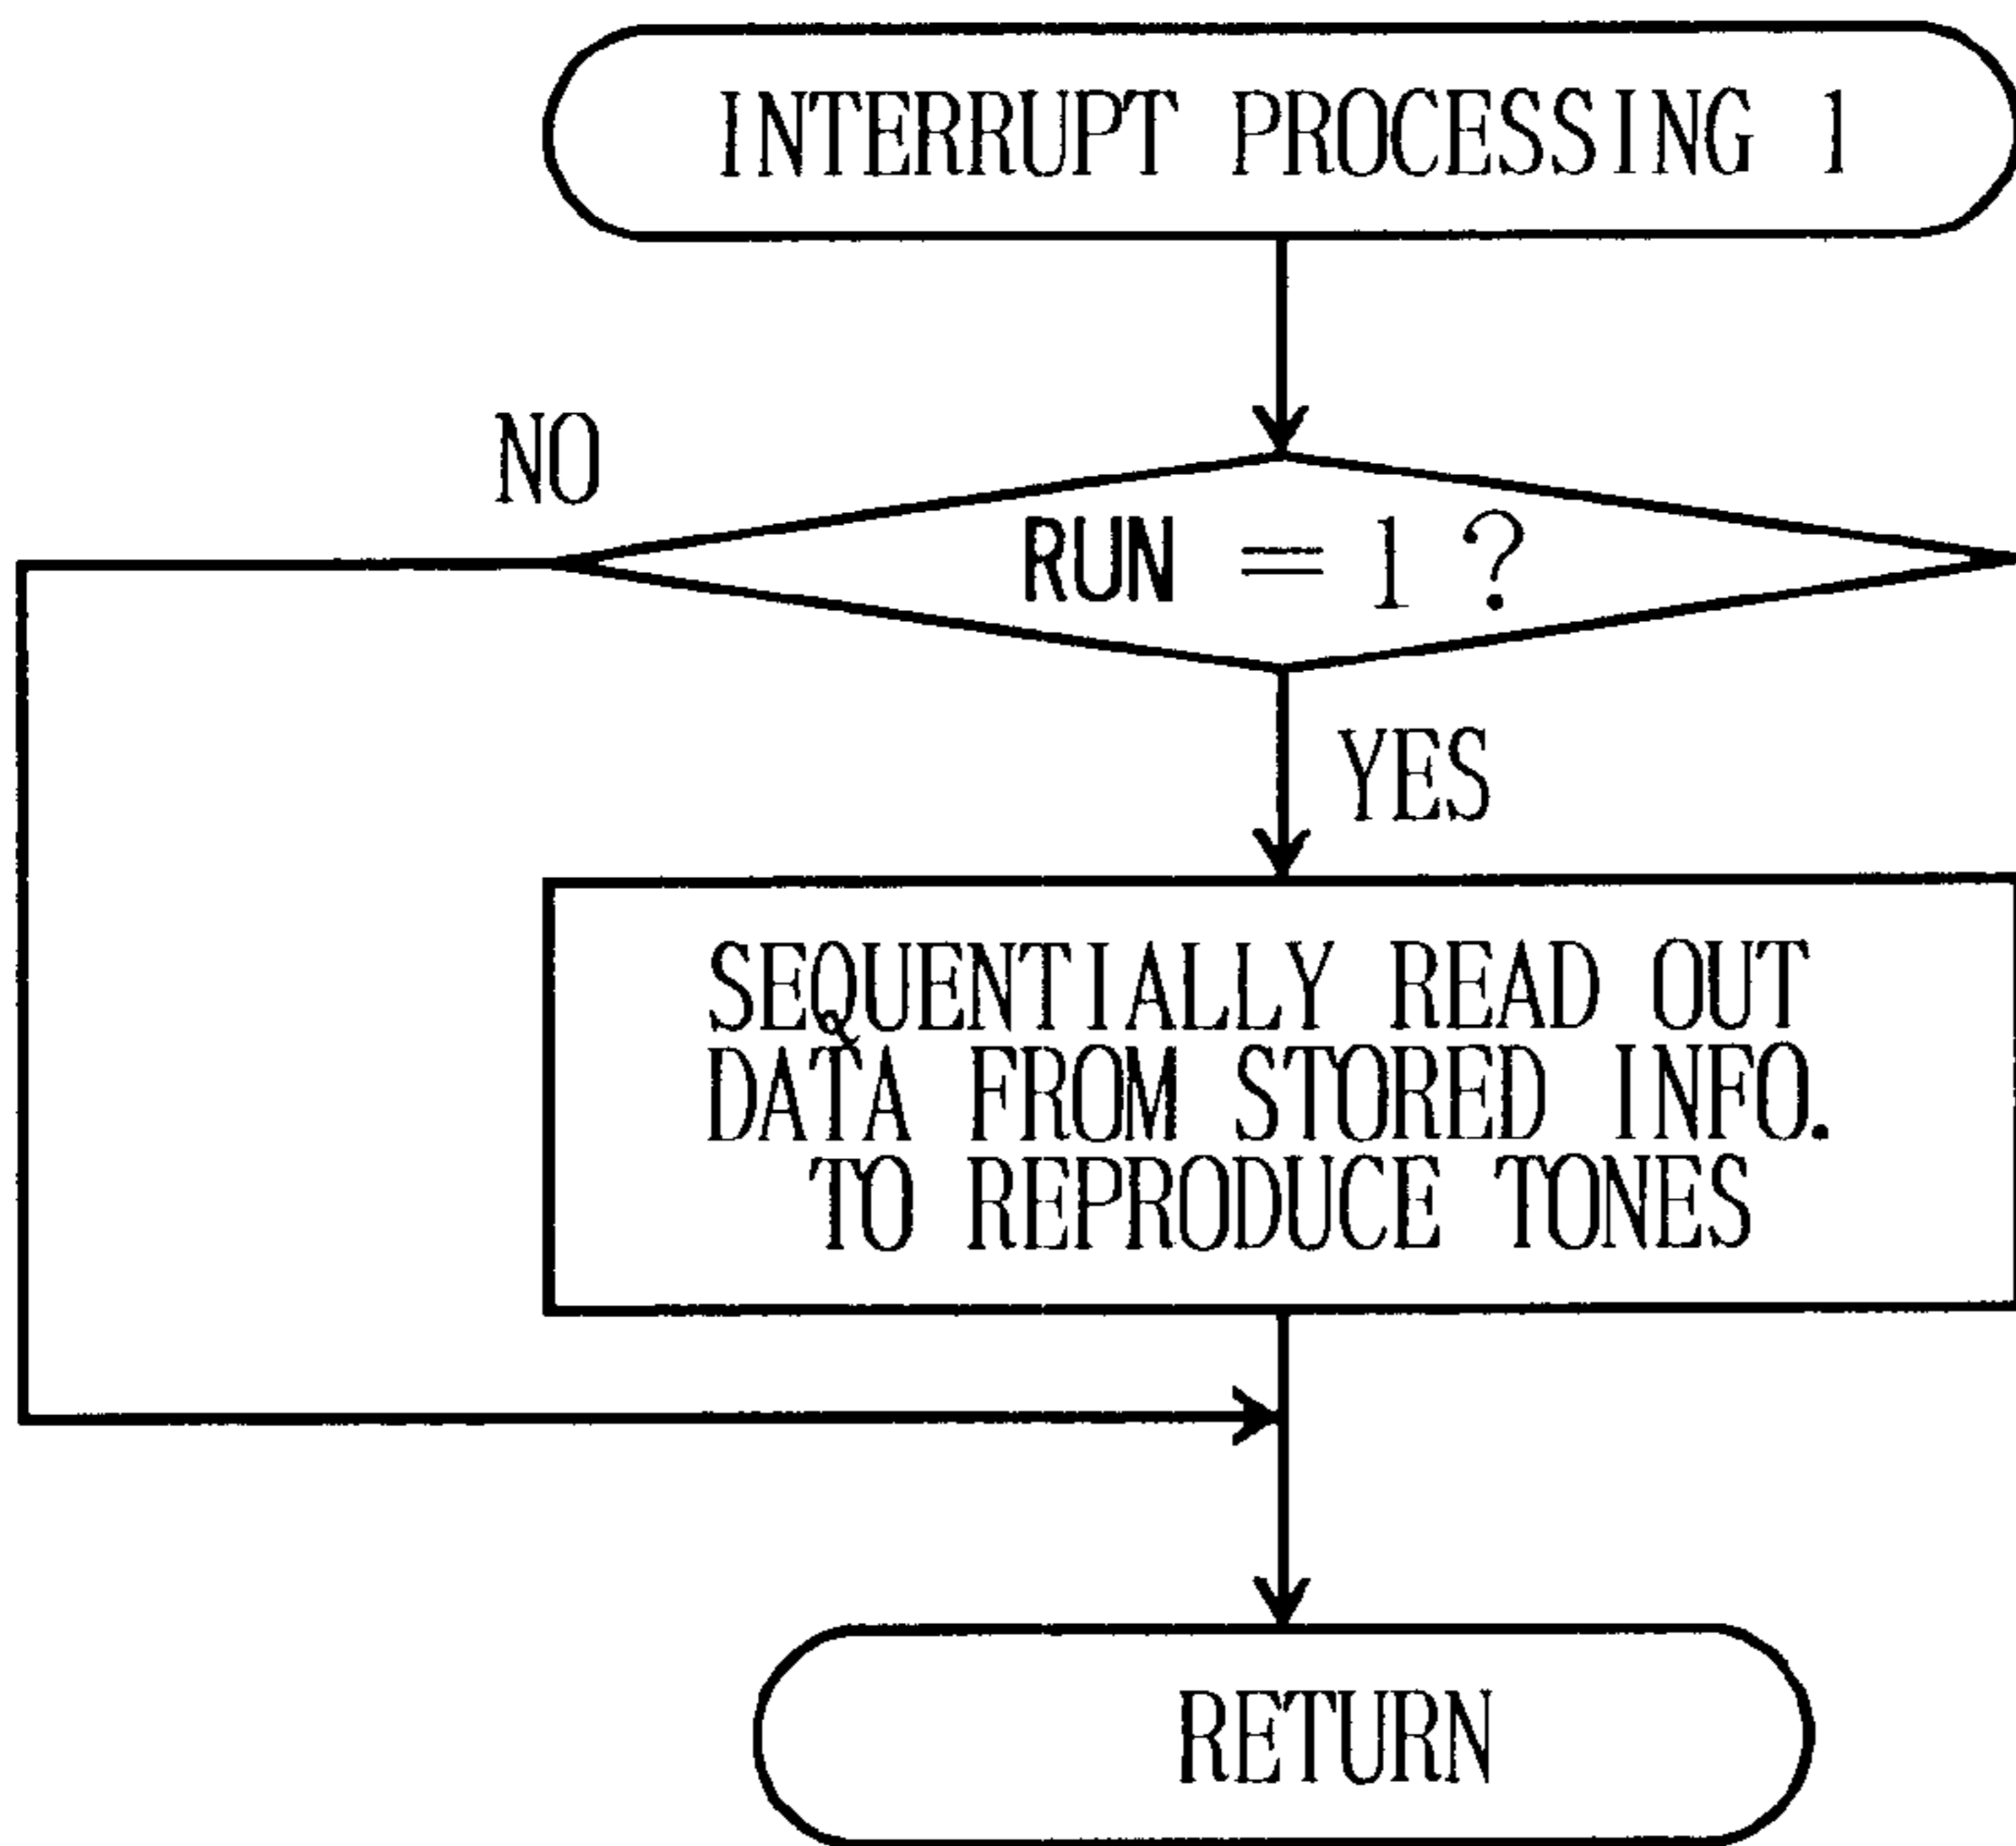 INTERRUPT PROCESSING 1
NO
RUN = 1 ?
YES
SEQUENTIALLY READ OUT
DATA FROM STORED INFO.
TO REPRODUCE TONES
RETURN